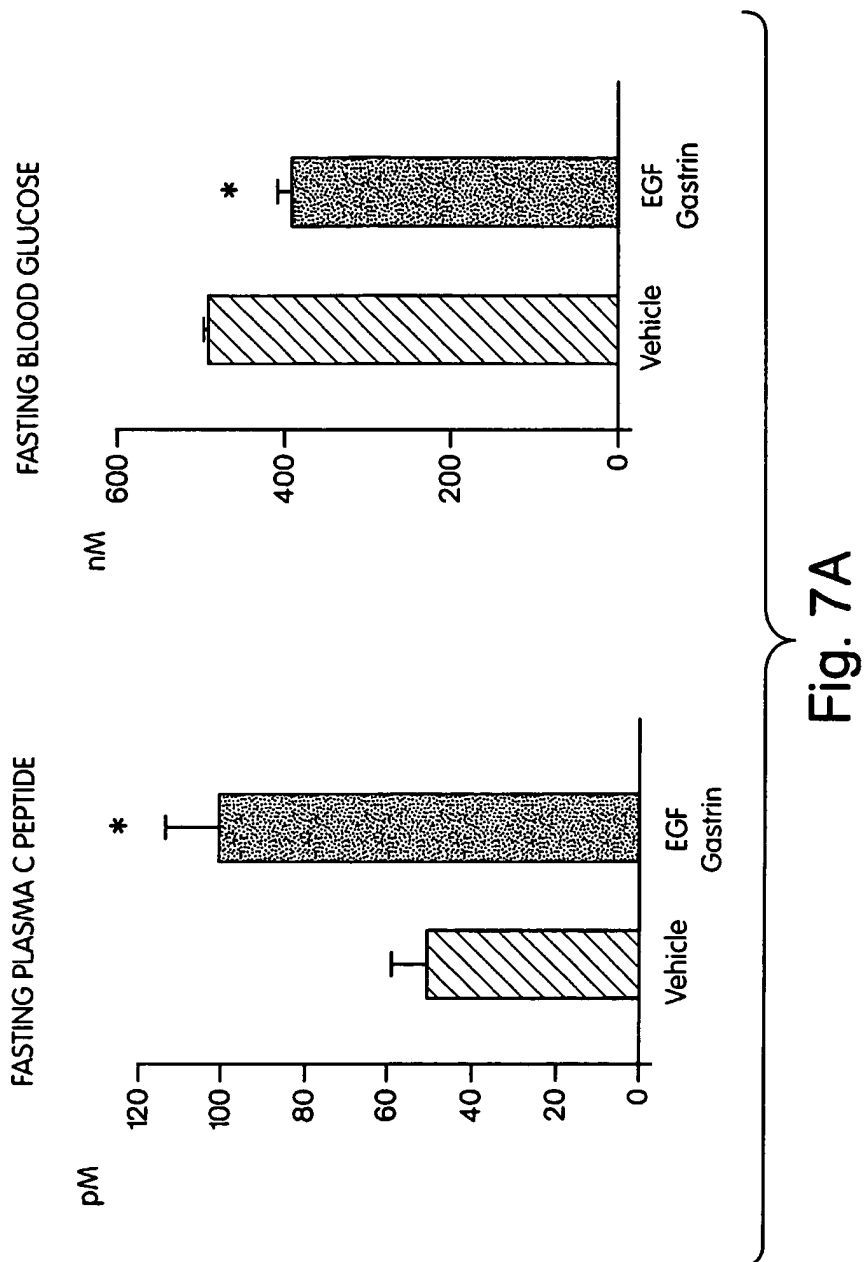 FASTING PLASMA C PEPTIDE
pM
120
100
80
60
40
20
0
*
Vehicle
EGF
Gastrin
FASTING BLOOD GLUCOSE
nM
600
400
200
0
*
Vehicle
EGF
Gastrin
Fig. 7A